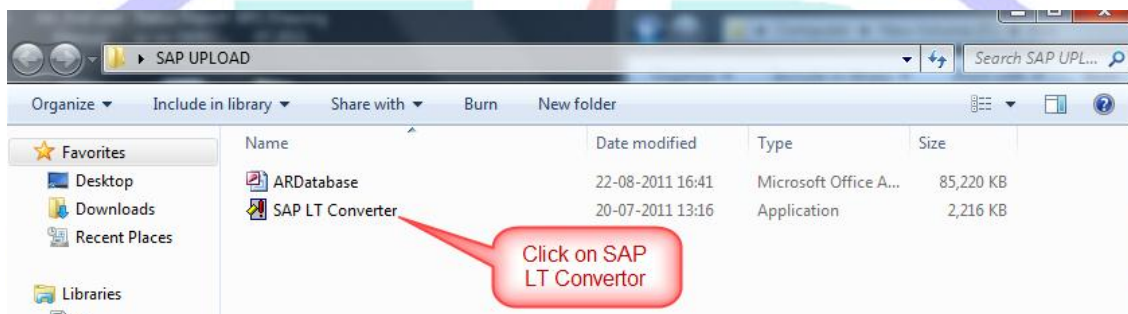 SAP UPLOAD
Search SAP UPL...
Organize Include in library Share with Burn New folder
Name Date modified Type Size
Favorites
Desktop
Downloads
Recent Places
Libraries
ARDatabase 22-08-2011 16:41 Microsoft Office A... 85,220 KB
SAP LT Converter 20-07-2011 13:16 Application 2,216 KB
Click on SAP
LT Convertor